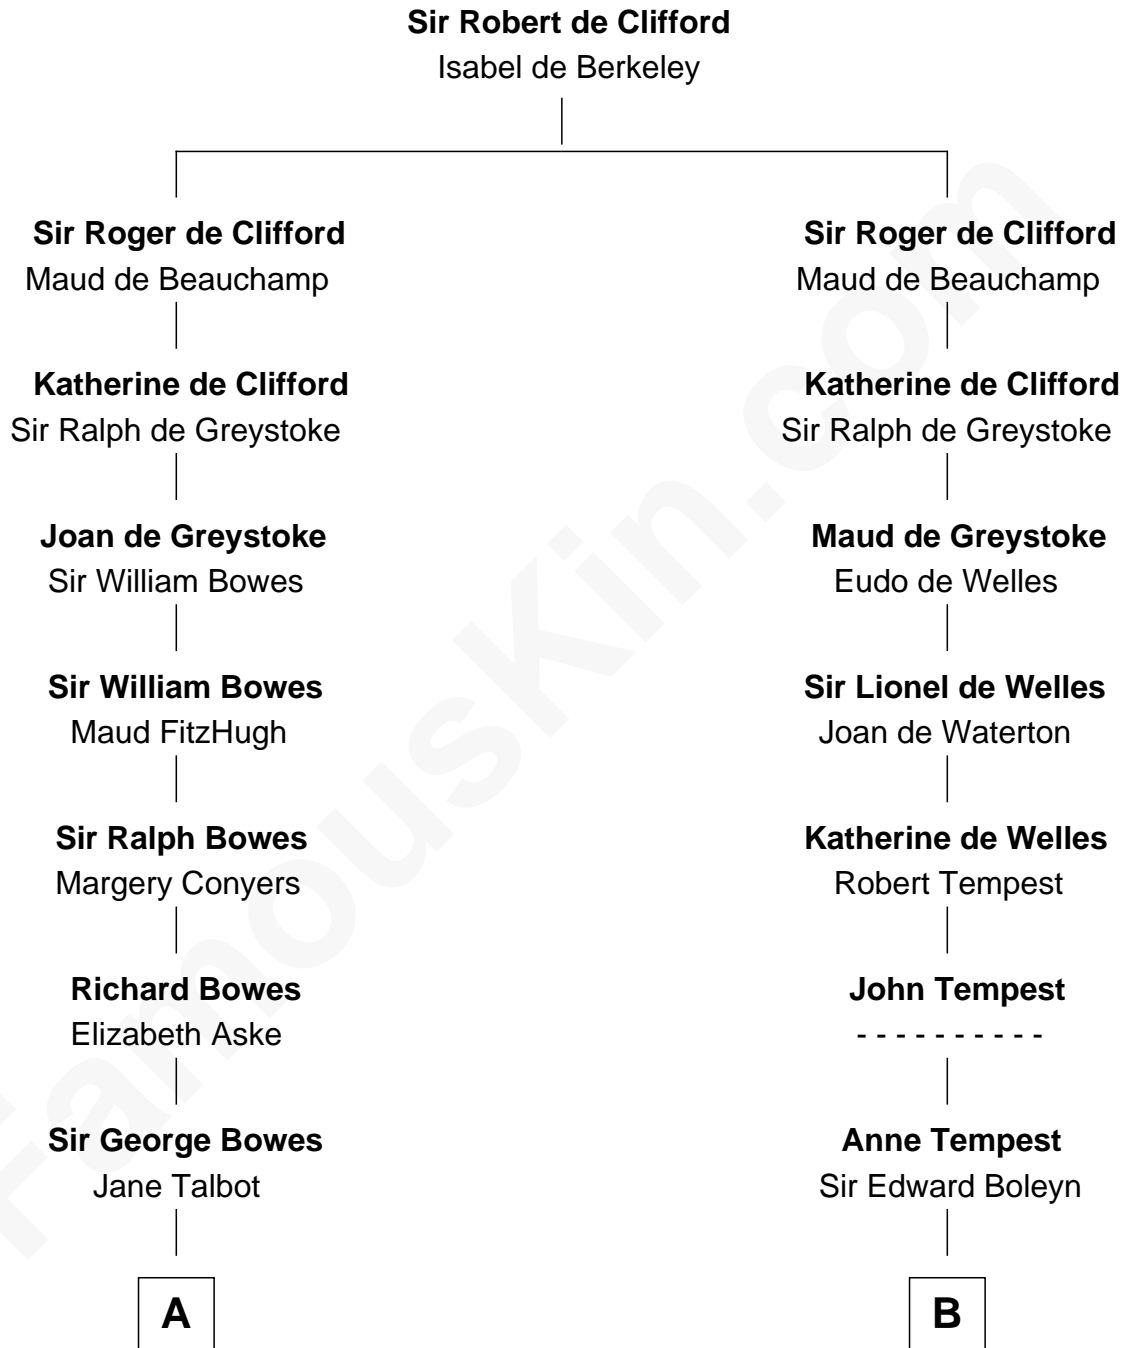 Sir Robert de Clifford
Isabel de Berkeley
Sir Roger de Clifford
Maud de Beauchamp
Sir Roger de Clifford
Maud de Beauchamp
Katherine de Clifford
Sir Ralph de Greystoke
Katherine de Clifford
Sir Ralph de Greystoke
Joan de Greystoke
Sir William Bowes
Maud de Greystoke
Eudo de Welles
Sir William Bowes
Maud FitzHugh
Sir Lionel de Welles
Joan de Waterton
Sir Ralph Bowes
Margery Conyers
Katherine de Welles
Robert Tempest
Richard Bowes
Elizabeth Aske
John Tempest
- - - - - - - - - -
Sir George Bowes
Jane Talbot
Anne Tempest
Sir Edward Boleyn
A
B
FamousKin.com